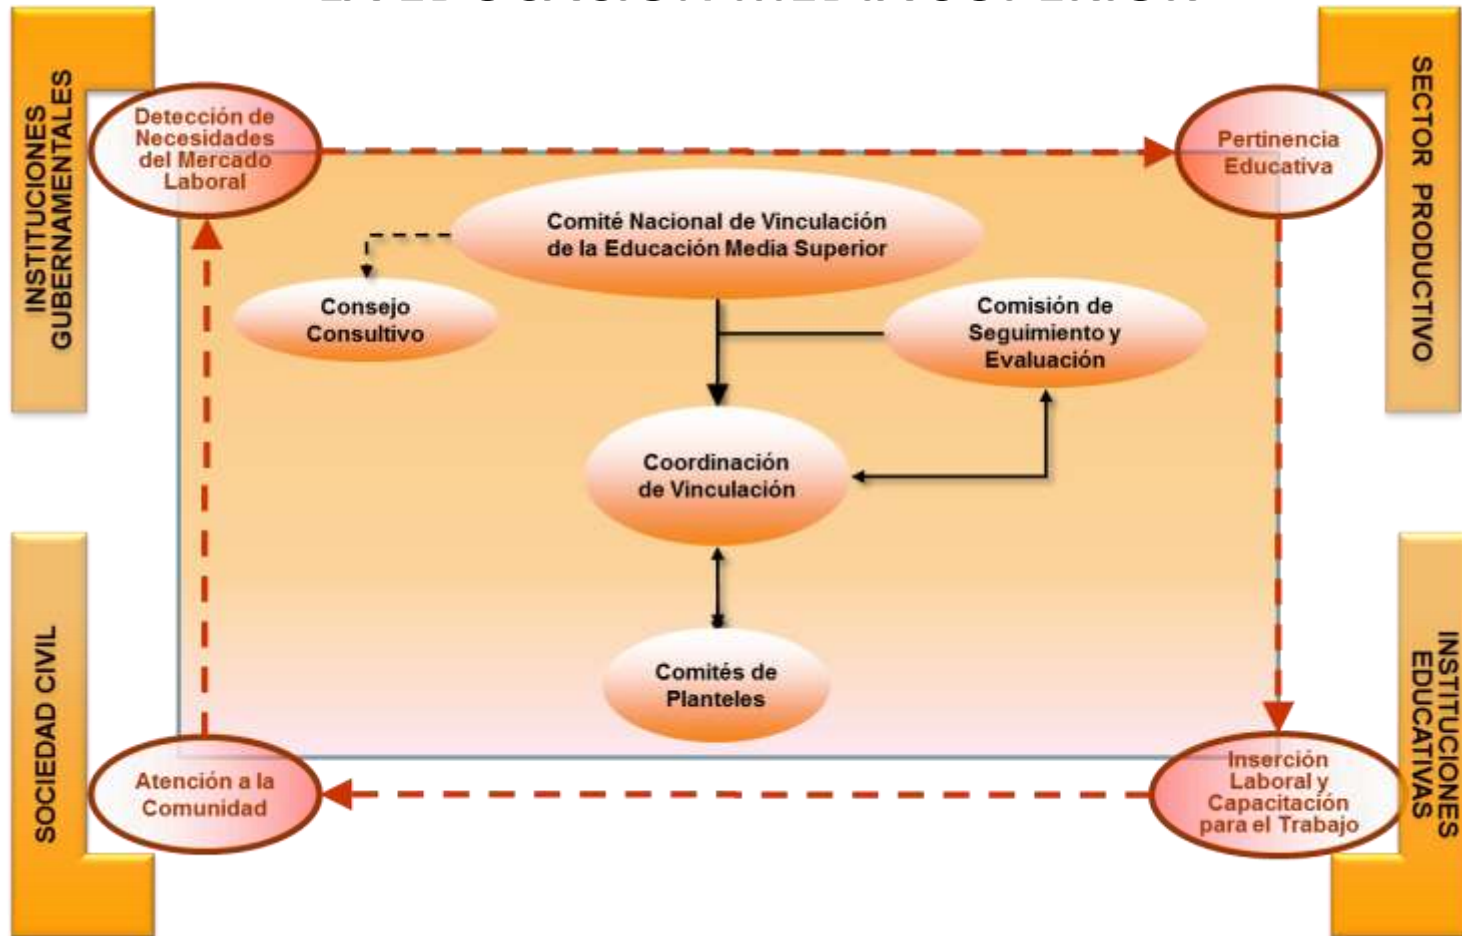 INSTITUCIONES
GUBERNAMENTALES
SECTOR PRODUCTIVO
Detección de
Necesidades
del Mercado
Laboral
Pertinencia
Educativa
Comité Nacional de Vinculación
de la Educación Media Superior
Consejo
Consultivo
Comisión de
Seguimiento y
Evaluación
Coordinación
de Vinculación
Comités de
Planteles
SOCIEDAD CIVIL
INSTITUCIONES
EDUCATIVAS
Atención a la
Comunidad
Inserción
Laboral y
Capacitación
para el Trabajo